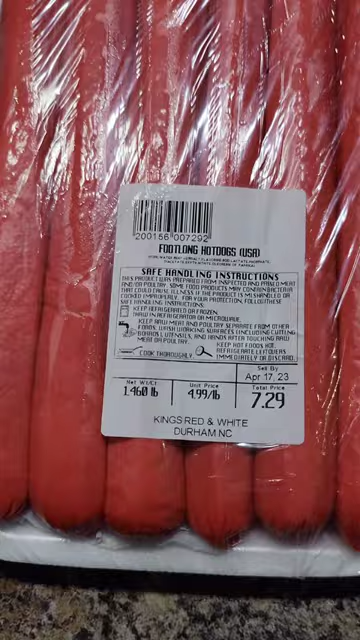 200166 007292
FOOTLONG HOTDOGS (USA)
SAFE HANDLING INSTRUCTIONS
THIS PRODUCT WAS PREPARED FROM INSPECTED AND PASSED MEAT
AND/OR POULTRY. SOME FOOD PRODUCTS MAY CONTAIN BACTERIA
THAT COULD CAUSE ILLNESS IF THE PRODUCT IS MISHANDLED OR
COOKED IMPROPERLY. FOR YOUR PROTECTION, FOLLOW THESE
SAFE HANDLING INSTRUCTIONS.
KEEP REFRIGERATED OR FROZEN.
THAW IN REFRIGERATOR OR MICROWAVE.
KEEP RAW MEAT AND POULTRY SEPARATE FROM OTHER
FOODS. WASH WORKING SURFACES (INCLUDING CUTTING
BOARDS), UTENSILS, AND HANDS AFTER TOUCHING RAW
MEAT OR POULTRY.
COOK THOROUGHLY.
KEEP HOT FOODS HOT.
REFRIGERATE LEFTOVERS
IMMEDIATELY OR DISCARD.
Sell By
Apr 17, 23
Net Wt/Ct
Unit Price
Total Price
1.460 lb
4.99/lb
7.29
KINGS RED & WHITE
DURHAM NC